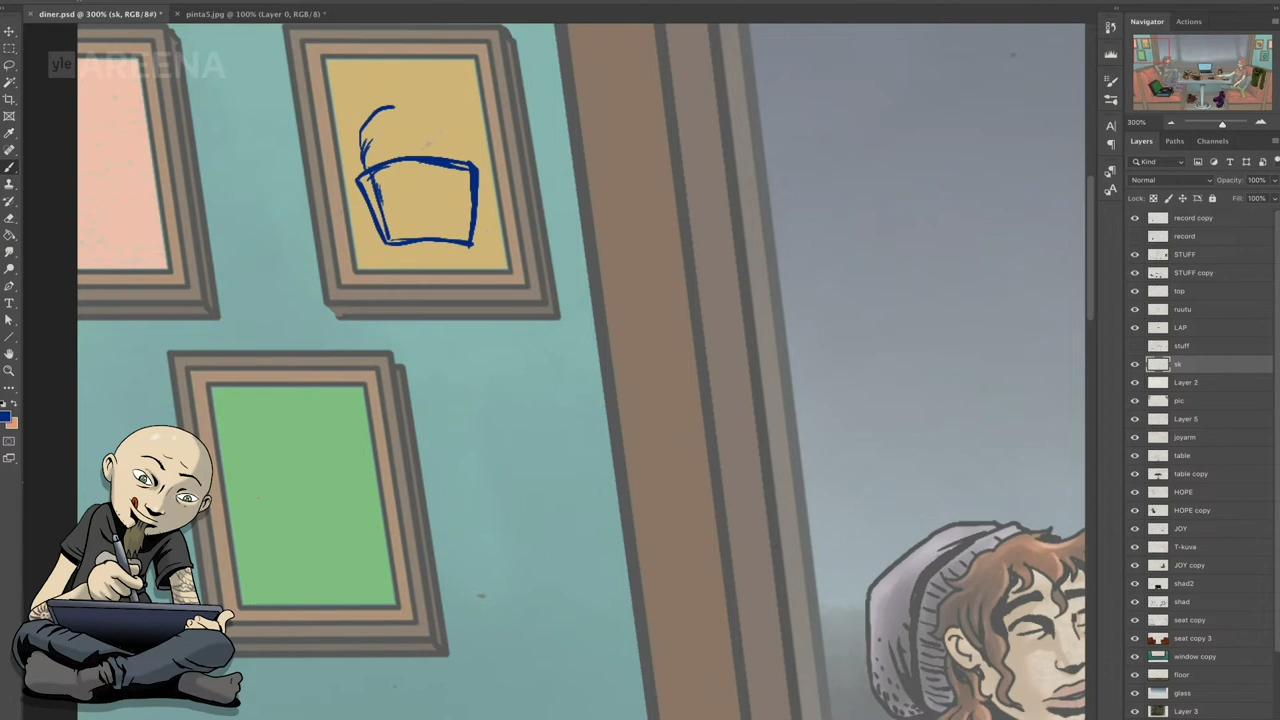 diner.psd @ 300% (sk, RGB/8#) *
pinta5.jpg @ 100% (Layer 0, RGB/8) *
yle AREENA
Navigator
Actions
300%
Layers
Paths
Channels
Kind
Normal
Opacity: 100%
Lock:
Fill: 100%
record copy
record
STUFF
STUFF copy
top
ruutu
LAP
stuff
sk
Layer 2
pic
Layer 5
joyarm
table
table copy
HOPE
HOPE copy
JOY
T-kuva
JOY copy
shad2
shad
seat copy
seat copy 3
window copy
floor
glass
Layer 3